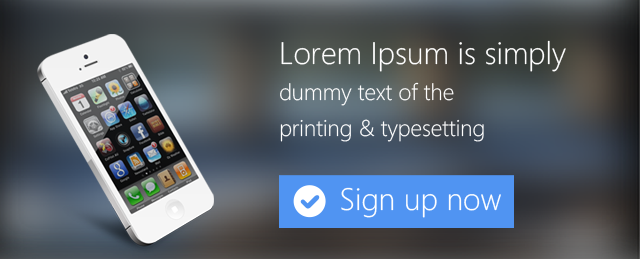 Lorem Ipsum is simply
dummy text of the
printing & typesetting
Sign up now